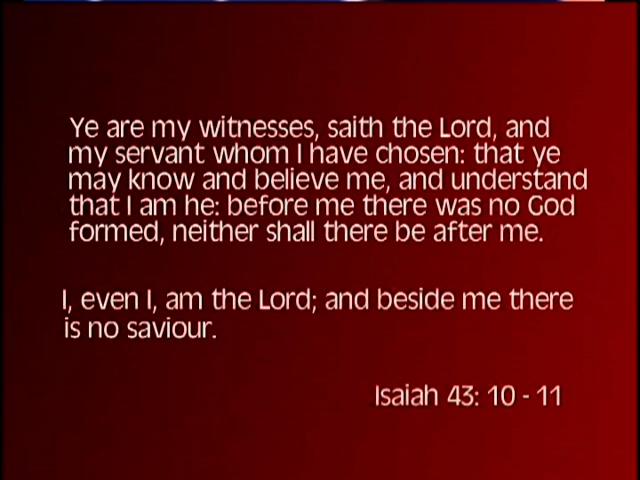 Ye are my witnesses, saith the Lord, and
my servant whom I have chosen: that ye
may know and believe me, and understand
that I am he: before me there was no God
formed, neither shall there be after me.
I, even I, am the Lord; and beside me there
is no saviour.
Isaiah 43: 10 - 11